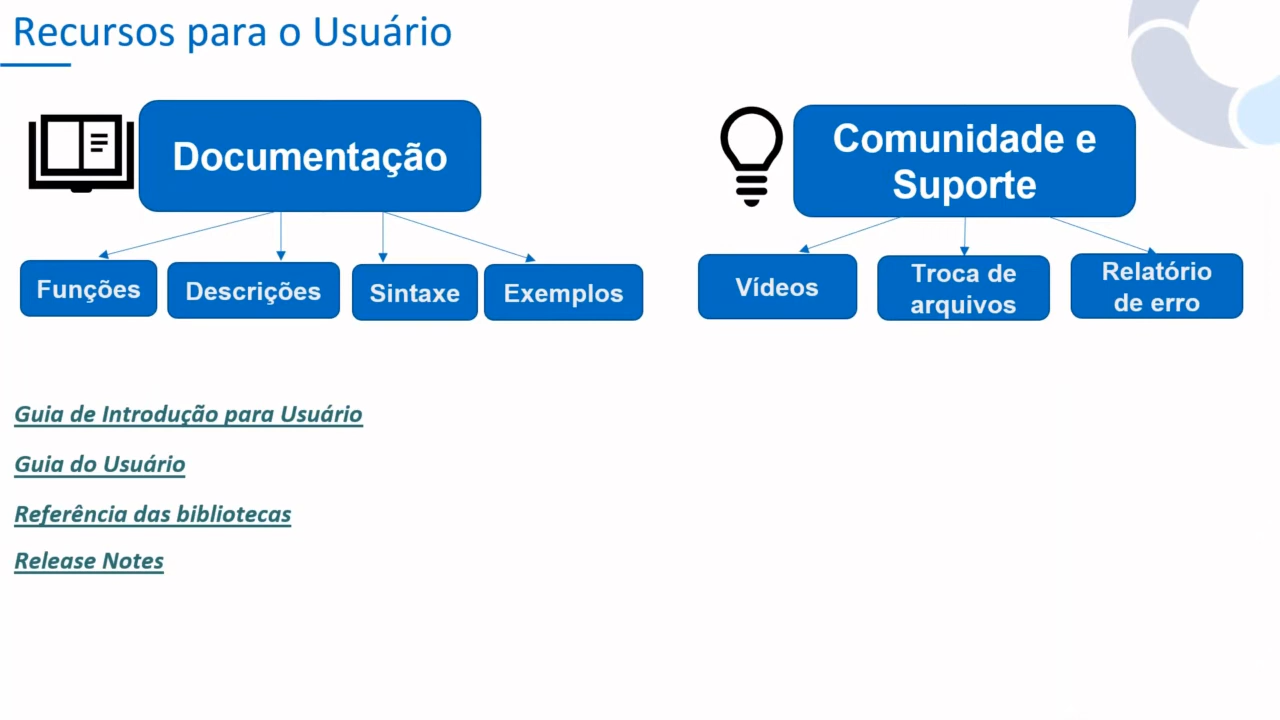 Recursos para o Usuário
Documentação
Funções
Descrições
Sintaxe
Exemplos
Comunidade e
Suporte
Vídeos
Troca de
arquivos
Relatório
de erro
Guia de Introdução para Usuário
Guia do Usuário
Referência das bibliotecas
Release Notes